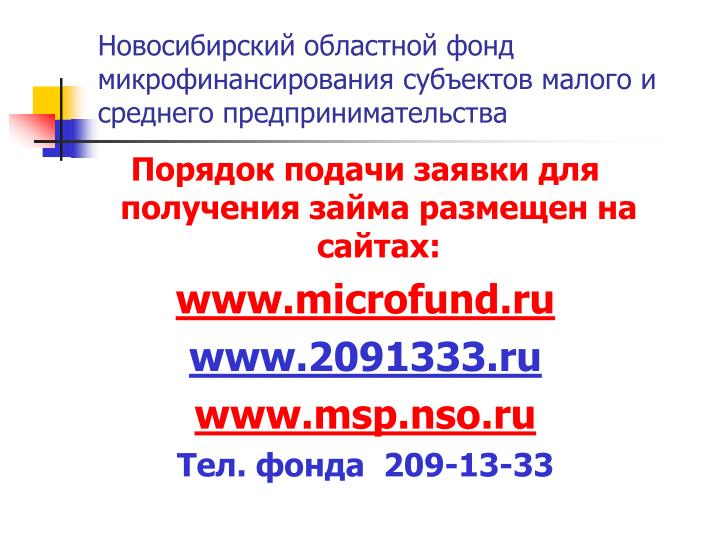 Новосибирский областной фонд
микрофинансирования субъектов малого и
среднего предпринимательства
Порядок подачи заявки для
получения займа размещен на
сайтах:
www.microfund.ru
www.2091333.ru
www.msp.nso.ru
Тел. фонда 209-13-33